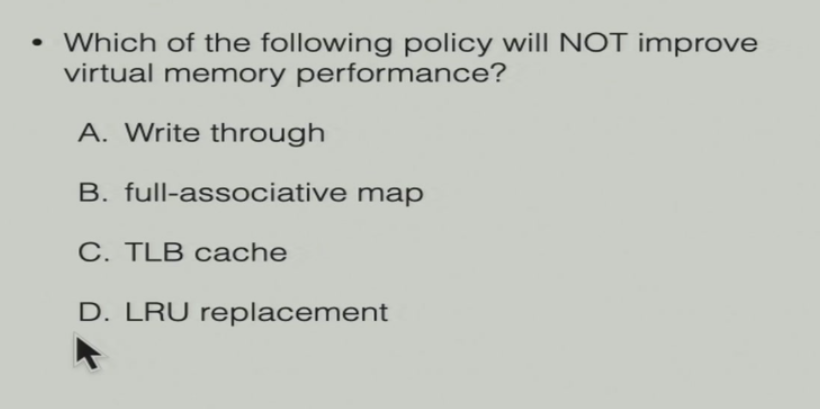 • Which of the following policy will NOT improve
virtual memory performance?
A. Write through
B. full-associative map
C. TLB cache
D. LRU replacement